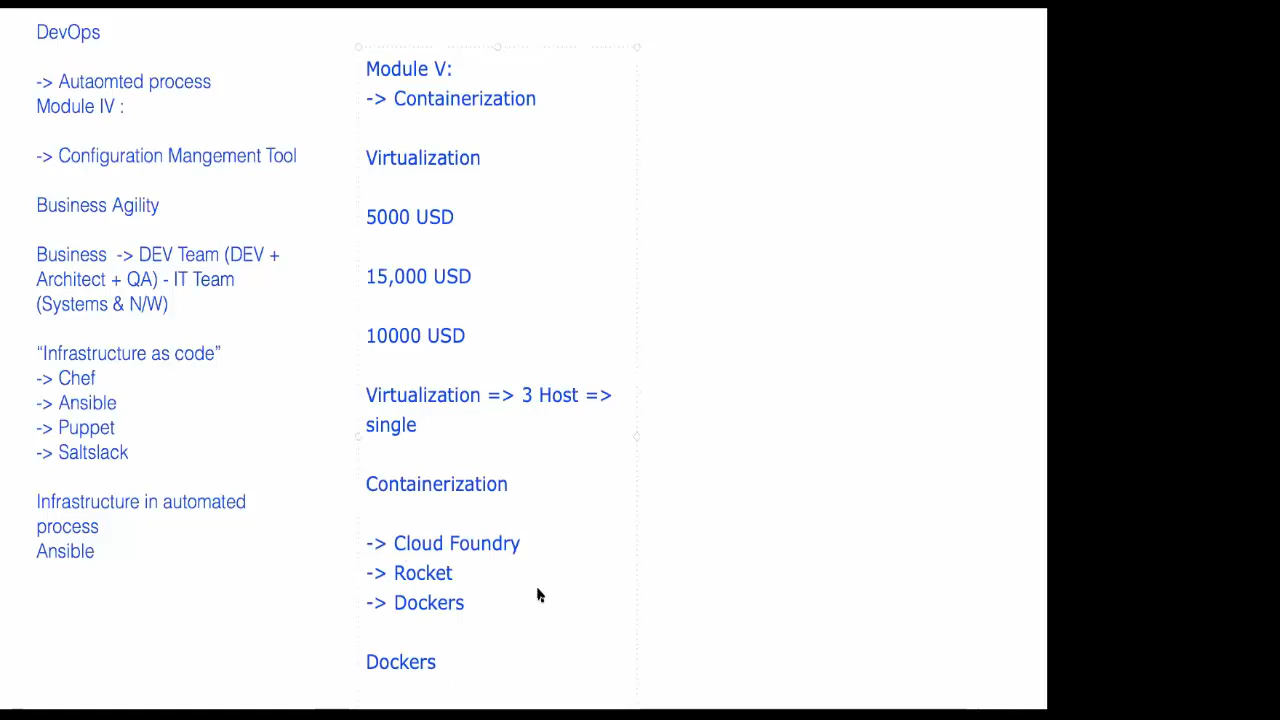 DevOps
-> Autaomted process
Module IV :
-> Configuration Mangement Tool
Business Agility
Business -> DEV Team (DEV +
Architect + QA) - IT Team
(Systems & N/W)
“Infrastructure as code”
-> Chef
-> Ansible
-> Puppet
-> Saltslack
Infrastructure in automated
process
Ansible
Module V:
-> Containerization
Virtualization
5000 USD
15,000 USD
10000 USD
Virtualization => 3 Host =>
single
Containerization
-> Cloud Foundry
-> Rocket
-> Dockers
Dockers